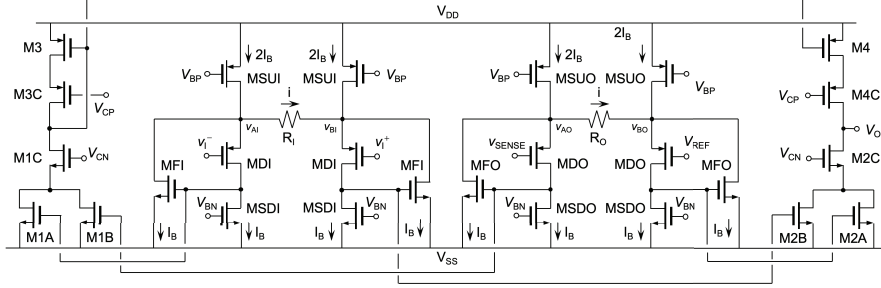 V_DD
M3
2I_B
2I_B
2I_B
2I_B
M4
V_BP
MSUI
MSUI
V_BP
V_BP
MSUO
MSUO
V_BP
M3C
V_CP
i
i
V_CP
M4C
v_AI
R_I
v_BI
v_AO
R_O
v_BO
V_O
M1C
V_CN
v_I^-
MDI
v_I^+
MDI
v_SENSE
MDO
V_REF
MDO
V_CN
M2C
MFI
MFI
MFO
MFO
V_BN
MSDI
MSDI
V_BN
V_BN
MSDO
MSDO
V_BN
M1A
M1B
I_B
I_B
I_B
I_B
I_B
I_B
I_B
I_B
M2B
M2A
V_SS